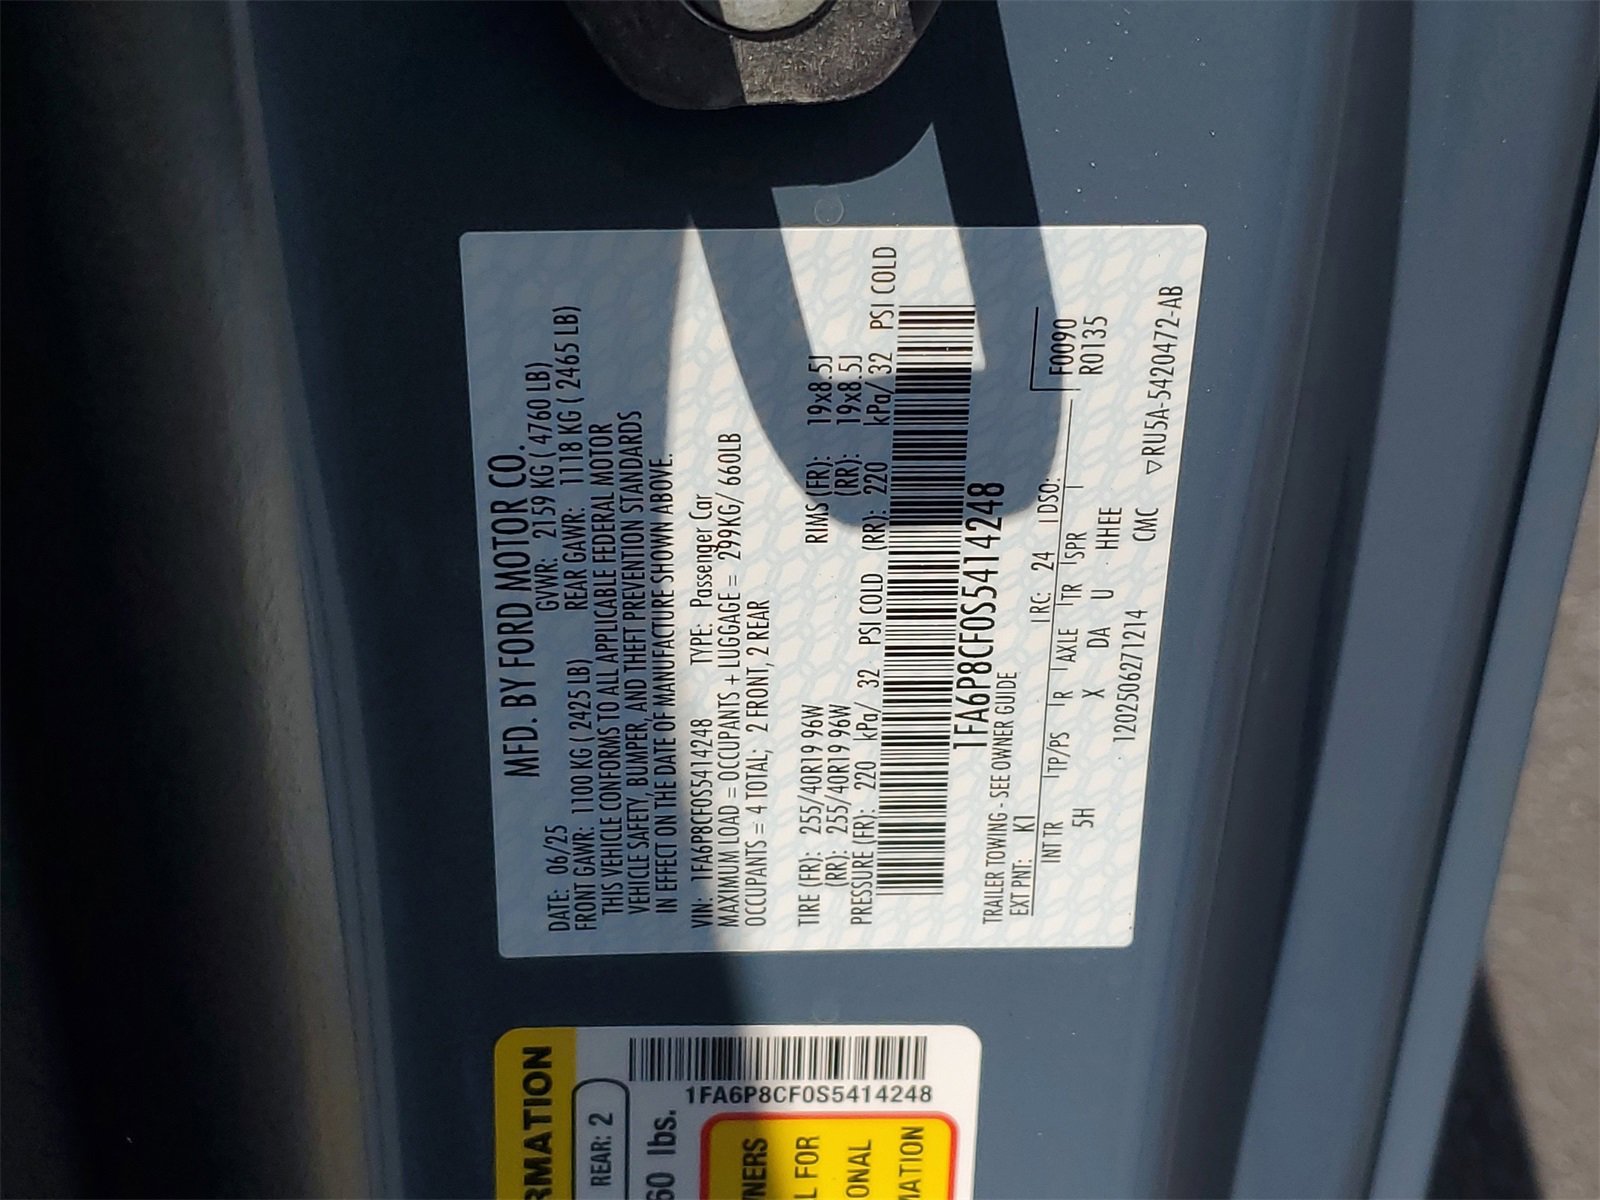 MFD. BY FORD MOTOR CO.
DATE: 06/25 GVWR: 2159 KG ( 4760 LB)
FRONT GAWR: 1100 KG ( 2425 LB) REAR GAWR: 1118 KG ( 2465 LB)
THIS VEHICLE CONFORMS TO ALL APPLICABLE FEDERAL MOTOR
VEHICLE SAFETY, BUMPER, AND THEFT PREVENTION STANDARDS
IN EFFECT ON THE DATE OF MANUFACTURE SHOWN ABOVE.
VIN: 1FA6P8CF0S5414248 TYPE: Passenger Car
MAXIMUM LOAD = OCCUPANTS + LUGGAGE = 299KG/ 660LB
OCCUPANTS = 4 TOTAL; 2 FRONT, 2 REAR
TIRE (FR): 255/40R19 96W RIMS (FR): 19x8.5J
(RR): 255/40R19 96W (RR): 19x8.5J
PRESSURE (FR): 220 kPa/ 32 PSI COLD (RR): 220 kPa/ 32 PSI COLD
1FA6P8CF0S5414248
TRAILER TOWING - SEE OWNER GUIDE
EXT PNT: K1 RC: 24 DSO: F0090
INT TR TP/PS R AXLE TR SPR R0135
5H X DA U HHEE
1202506271214 CMC ▽RU5A-5420472-AB
RMATION
REAR: 2
60 lbs.
1FA6P8CF0S5414248
NERS
L FOR
ONAL
MATION